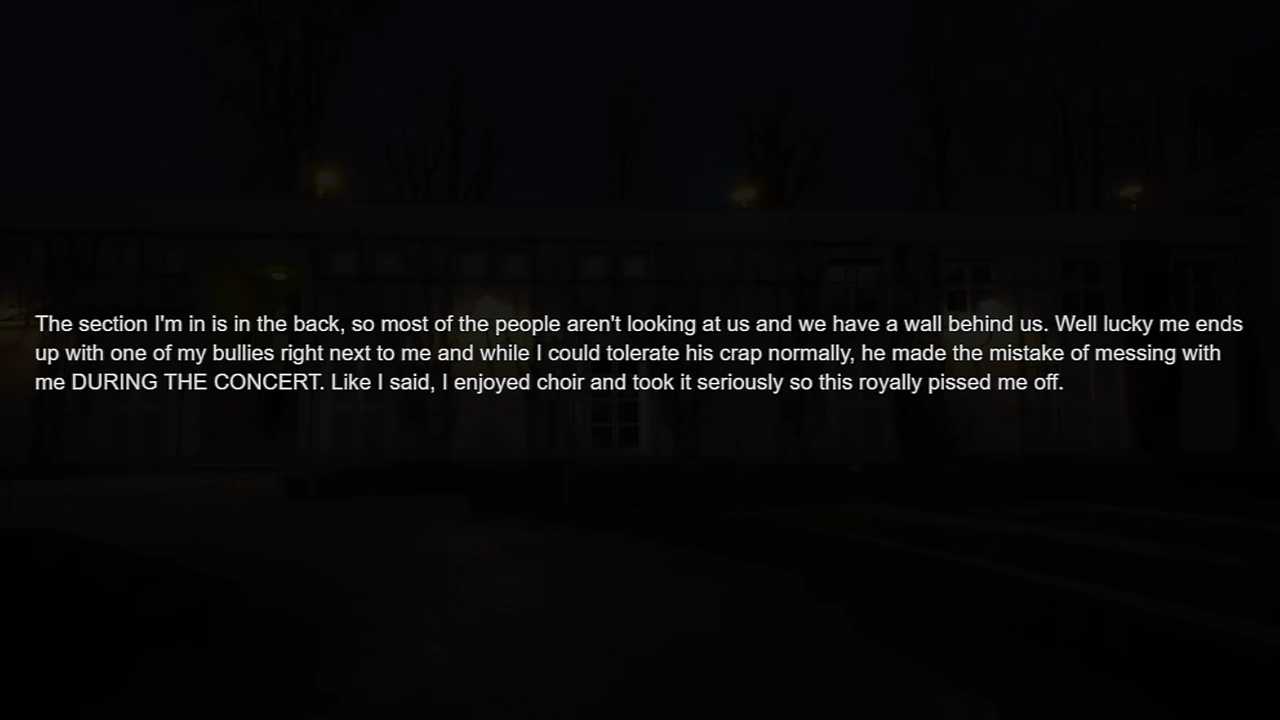 The section I'm in is in the back, so most of the people aren't looking at us and we have a wall behind us. Well lucky me ends
up with one of my bullies right next to me and while I could tolerate his crap normally, he made the mistake of messing with
me DURING THE CONCERT. Like I said, I enjoyed choir and took it seriously so this royally pissed me off.